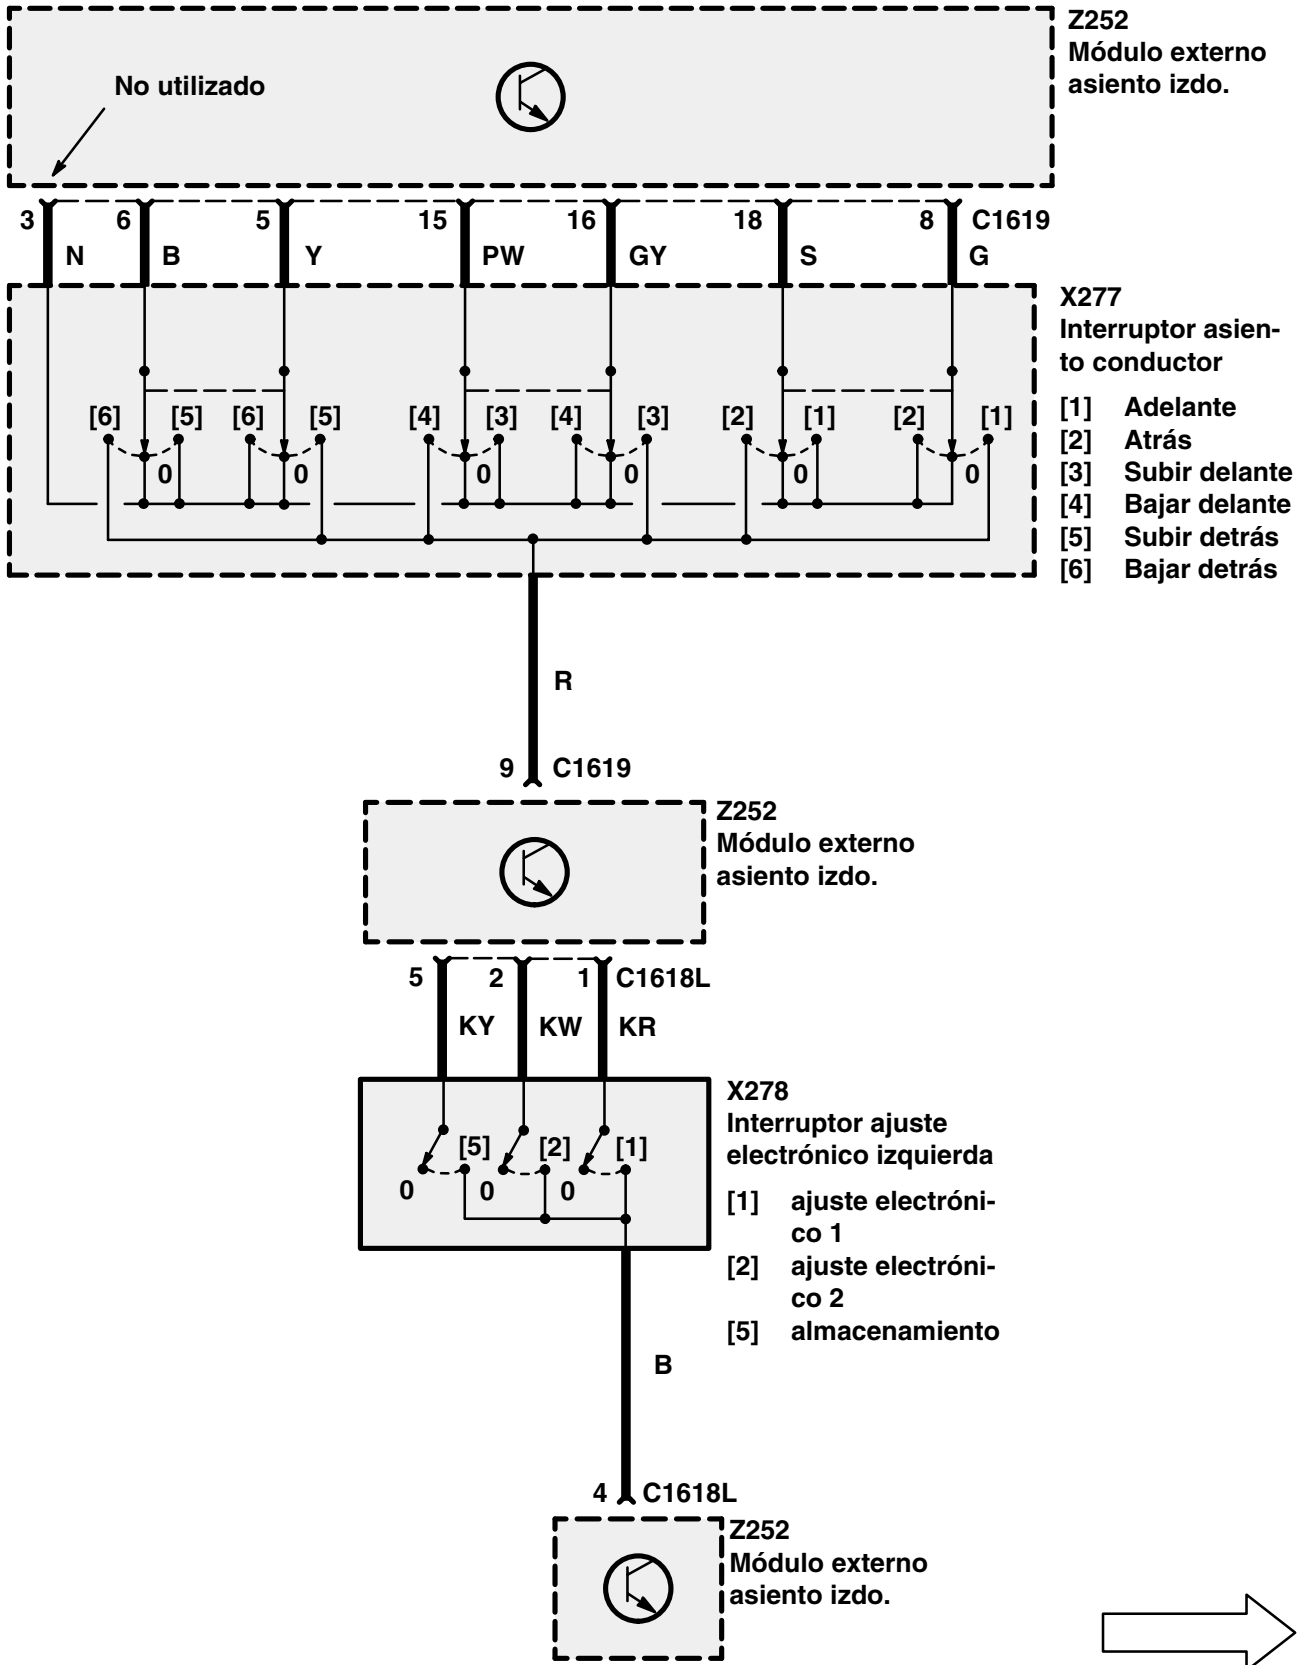 Z252
Módulo externo
asiento izdo.
No utilizado
3 6 5 15 16 18 8 C1619
N B Y PW GY S G
X277
Interruptor asien-
to conductor
[1] Adelante
[2] Atrás
[3] Subir delante
[4] Bajar delante
[5] Subir detrás
[6] Bajar detrás
[6] [5] [6] [5] [4] [3] [4] [3] [2] [1] [2] [1]
0 0 0 0 0 0
R
9 C1619
Z252
Módulo externo
asiento izdo.
5 2 1 C1618L
KY KW KR
X278
Interruptor ajuste
electrónico izquierda
[5] [2] [1]
0 0 0
[1] ajuste electróni-
co 1
[2] ajuste electróni-
co 2
[5] almacenamiento
B
4 C1618L
Z252
Módulo externo
asiento izdo.